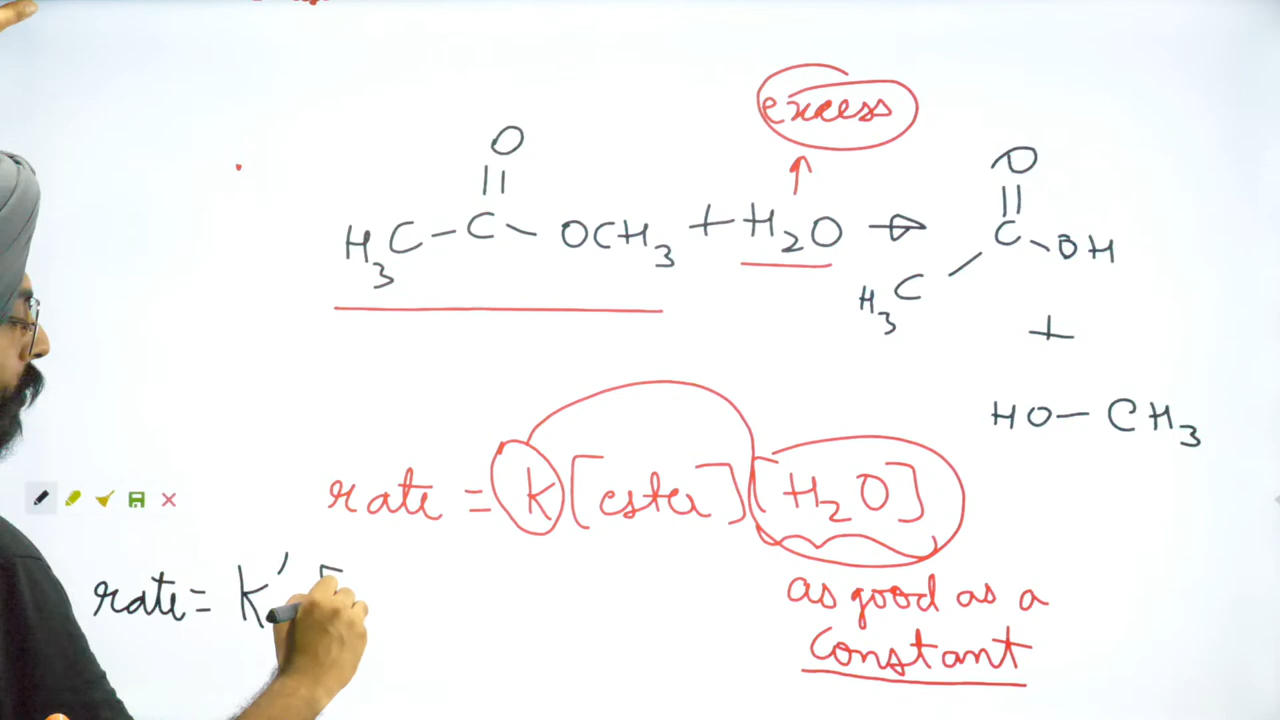 excess
O
||
H3C-C-OCH3 + H2O →
O
||
C-OH
H3C
+
HO-CH3
rate = k [ester] [H2O]
as good as a
constant
rate = k' [